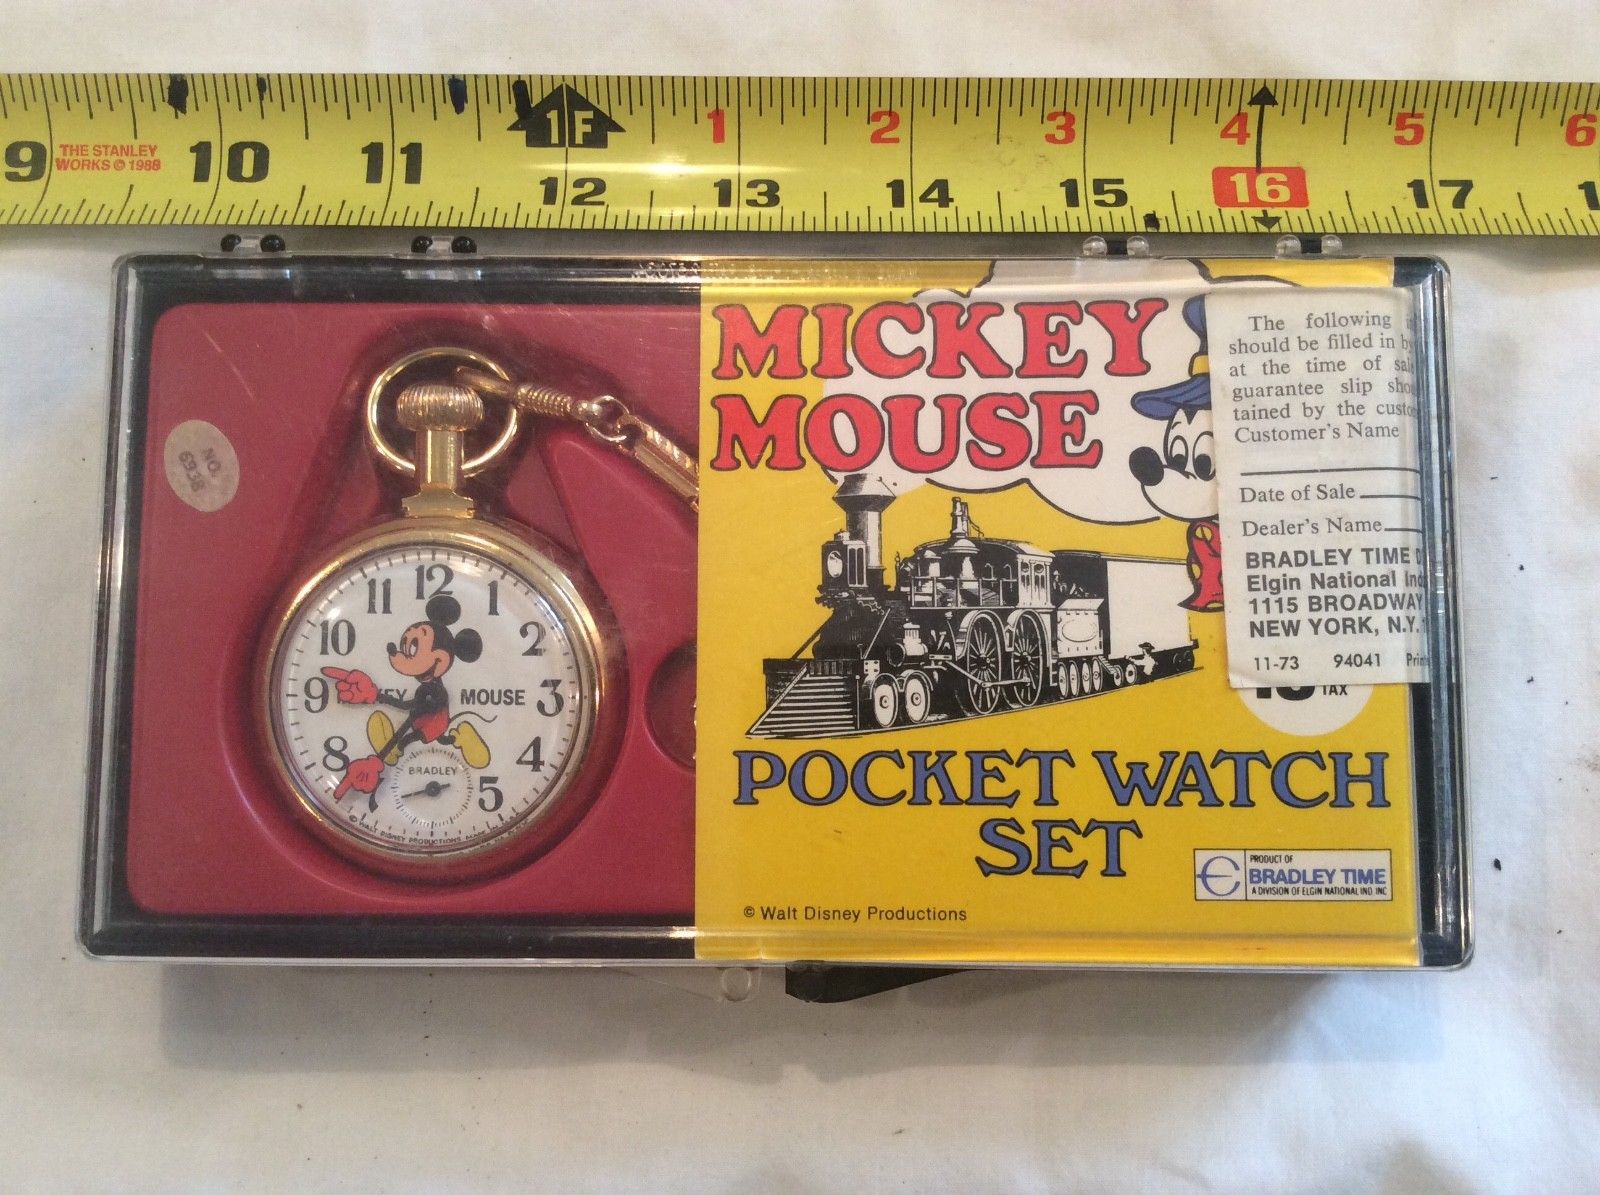 1 2 3 4 5 6
9 THE STANLEY
WORKS © 1988
10 11 1F
12 13 14 15 16 17
NO.
6938
12
11 1
10 2
9 3
8 4
5
MOUSE
BRADLEY
© WALT DISNEY PRODUCTIONS
MICKEY
MOUSE
POCKET WATCH
SET
© Walt Disney Productions
PRODUCT OF
BRADLEY TIME
A DIVISION OF ELGIN NATIONAL IND. INC.
The following
should be filled in
at the time of
guarantee slip
tained by the
Customer's Name
Date of Sale
Dealer's Name
BRADLEY TIME
Elgin National
1115 BROADWAY
NEW YORK, N.Y.
11-73 94041
TAX